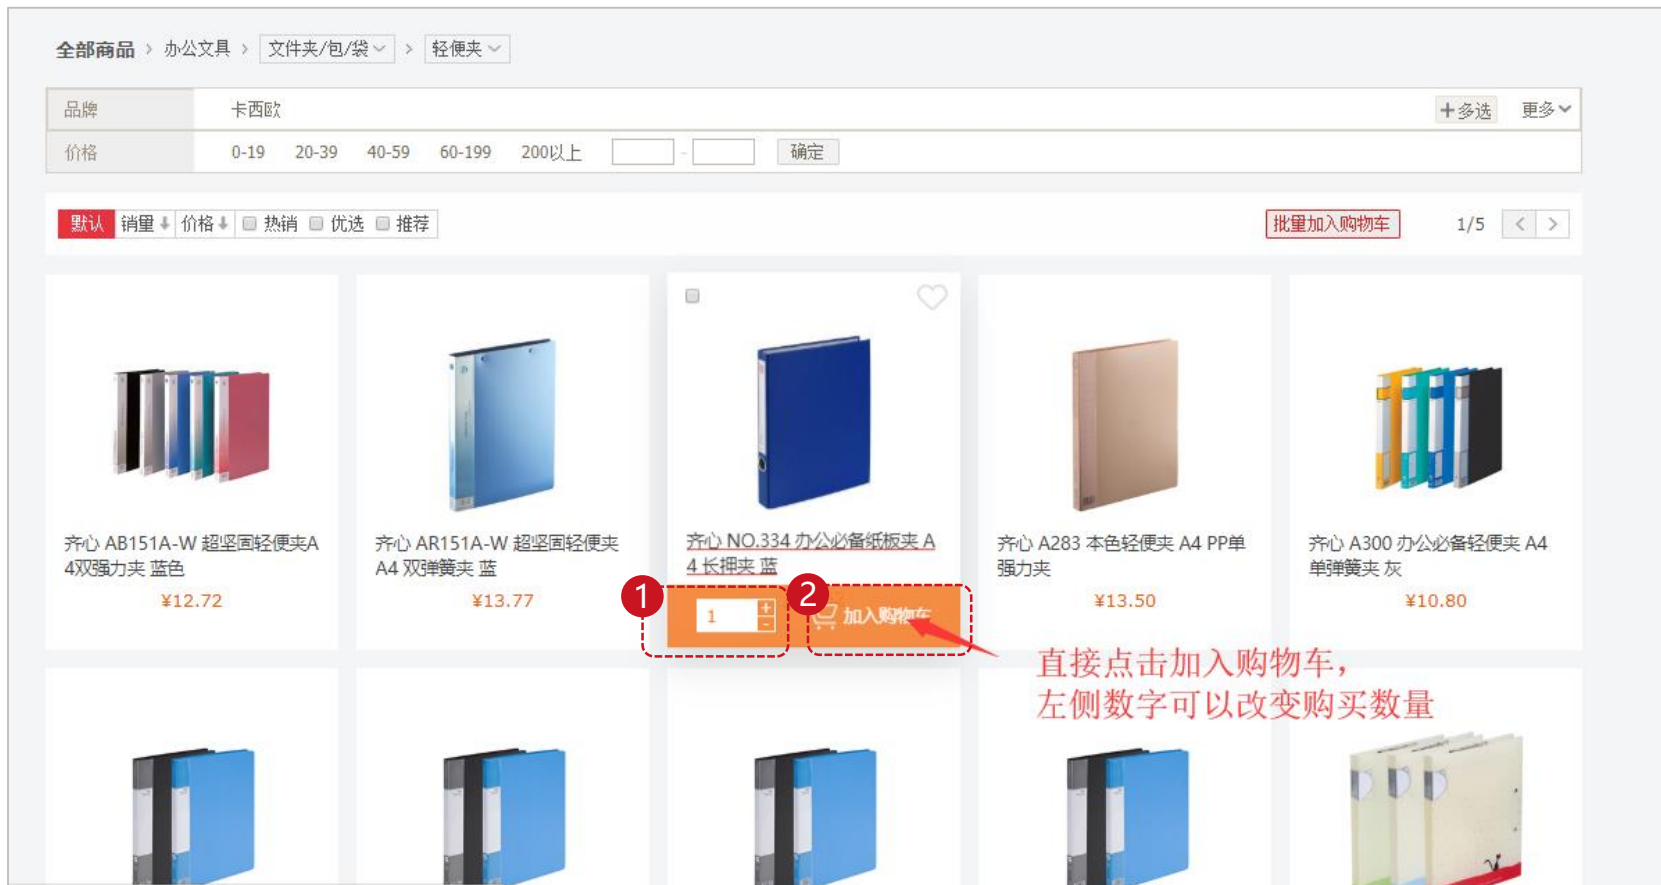 全部商品 > 办公文具 > 文件夹/包/袋 > 轻便夹
品牌 卡西欧 +多选 更多
价格 0-19 20-39 40-59 60-199 200以上 - 确定
默认 销量 价格 热销 优选 推荐 批量加入购物车 1/5 < >
齐心 AB151A-W 超坚固轻便夹A
4双强力夹 蓝色
¥12.72
齐心 AR151A-W 超坚固轻便夹
A4 双弹簧夹 蓝
¥13.77
齐心 NO.334 办公必备纸板夹 A
4 长押夹 蓝
1 1 + - 2 加入购物车
齐心 A283 本色轻便夹 A4 PP单
强力夹
¥13.50
齐心 A300 办公必备轻便夹 A4
单弹簧夹 灰
¥10.80
直接点击加入购物车，
左侧数字可以改变购买数量